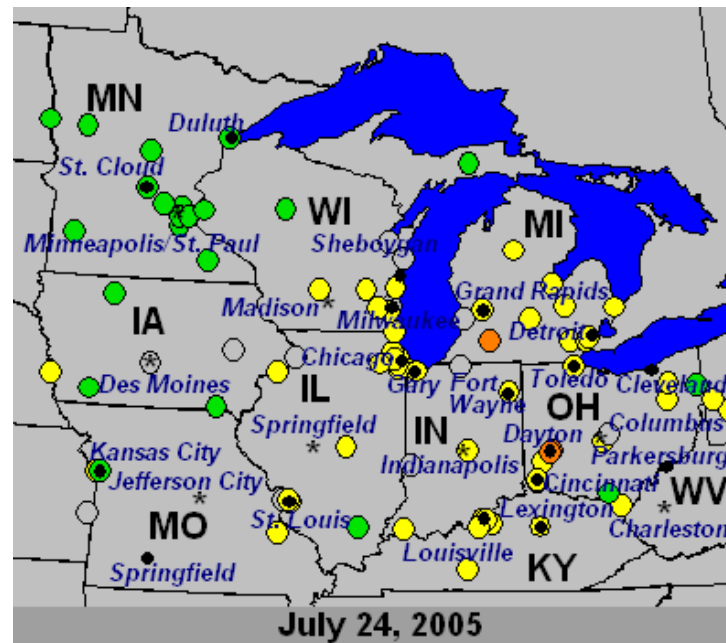 MN
Duluth
St. Cloud
WI
MI
Minneapolis/St. Paul
Sheboygan
Grand Rapids
Madison *
Milwaukee
IA
Detroit
Chicago
Des Moines
Gary
Fort Wayne
Toledo
Cleveland
IL
OH
Columbus
Springfield
IN
Dayton
Kansas City
Indianapolis
Parkersburg
Jefferson City
Cincinnati
WV
MO
St. Louis
Lexington
Charleston
Springfield
Louisville
KY
July 24, 2005